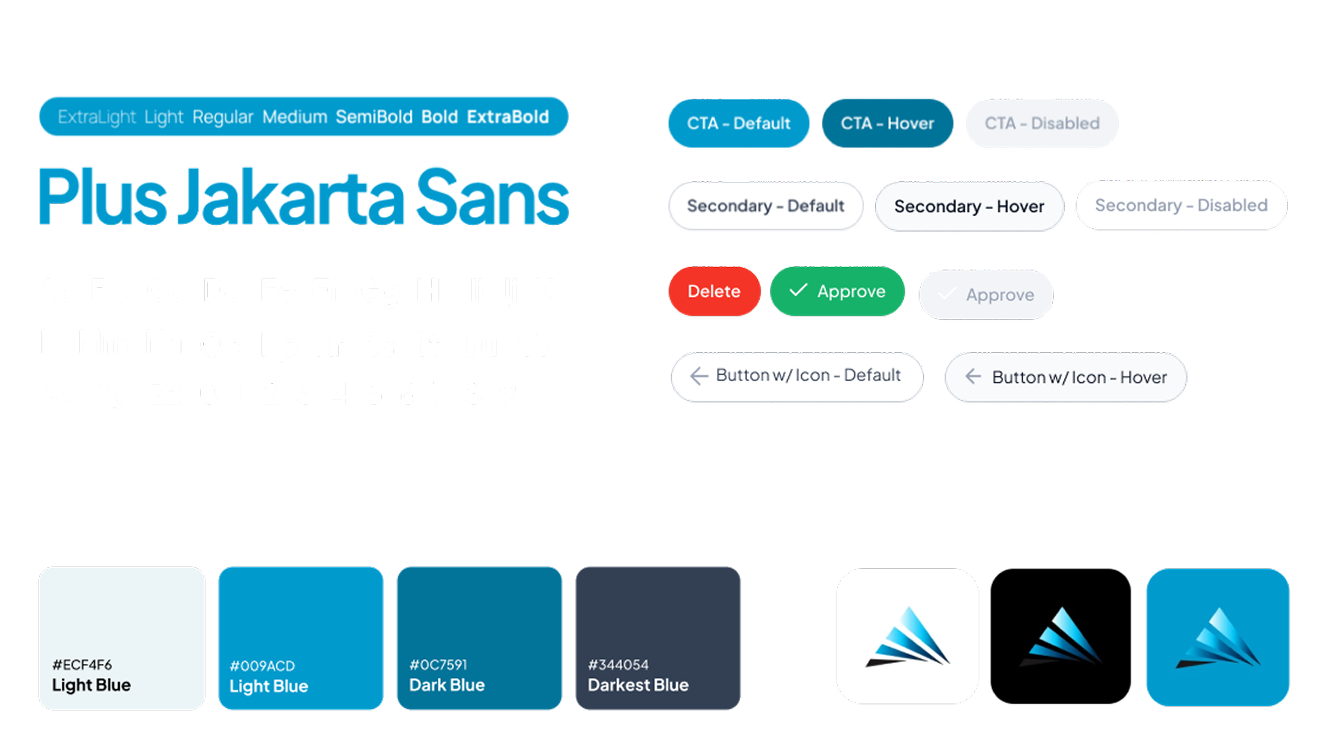 ExtraLight Light Regular Medium SemiBold Bold ExtraBold
Plus Jakarta Sans
CTA - Default
CTA - Hover
CTA - Disabled
Secondary - Default
Secondary - Hover
Secondary - Disabled
Delete
Approve
Approve
Button w/ Icon - Default
Button w/ Icon - Hover
#ECF4F6
Light Blue
#009ACD
Light Blue
#0C7591
Dark Blue
#344054
Darkest Blue